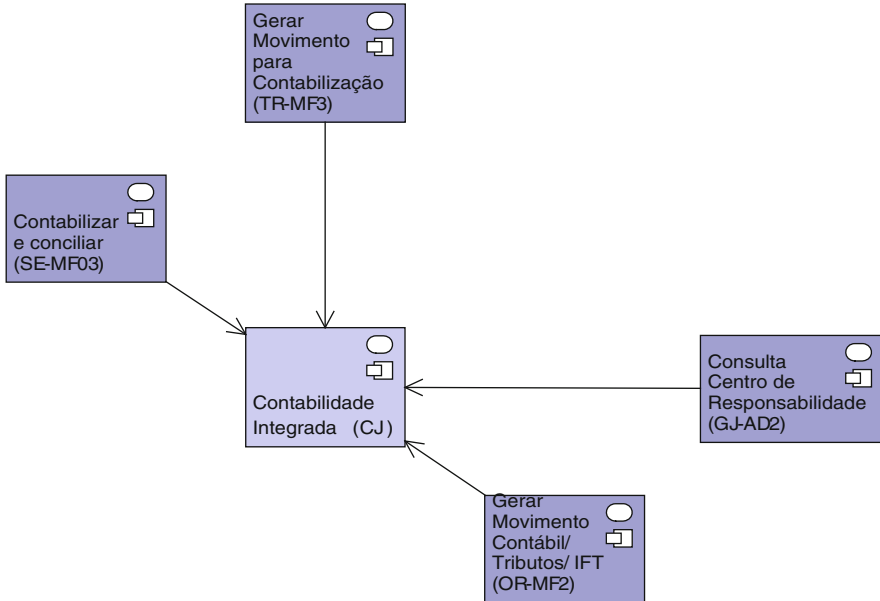 Gerar
Movimento
para
Contabilização
(TR-MF3)
Contabilizar
e conciliar
(SE-MF03)
Contabilidade
Integrada (CJ)
Consulta
Centro de
Responsabilidade
(GJ-AD2)
Gerar
Movimento
Contábil/
Tributos/ IFT
(OR-MF2)